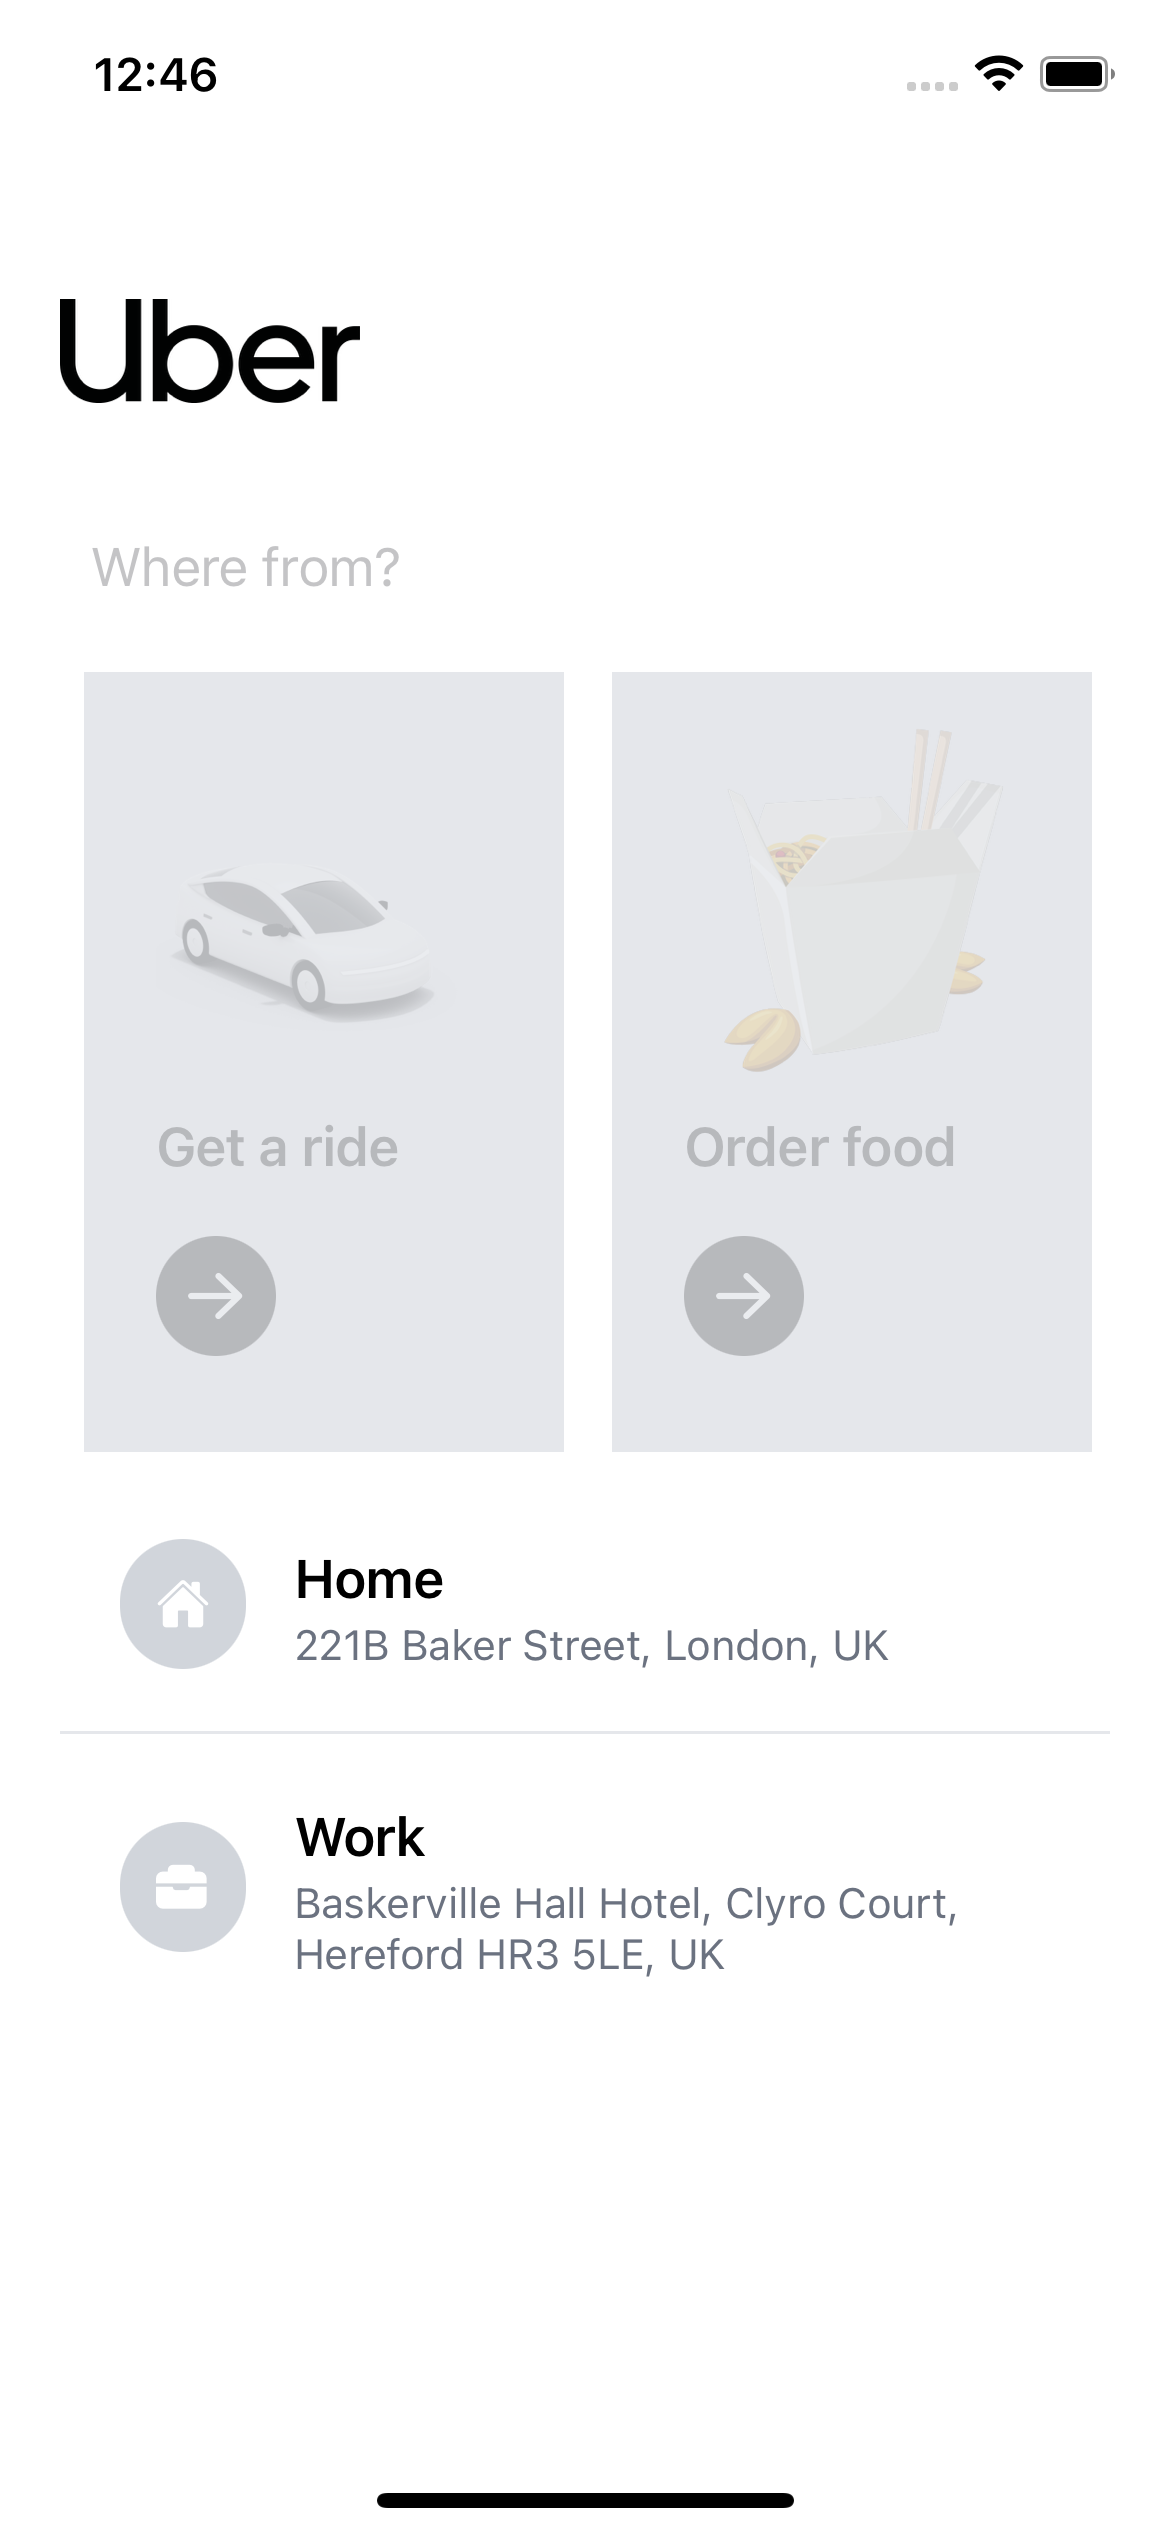 12:46
Uber
Where from?
Get a ride
Order food
Home
221B Baker Street, London, UK
Work
Baskerville Hall Hotel, Clyro Court,
Hereford HR3 5LE, UK